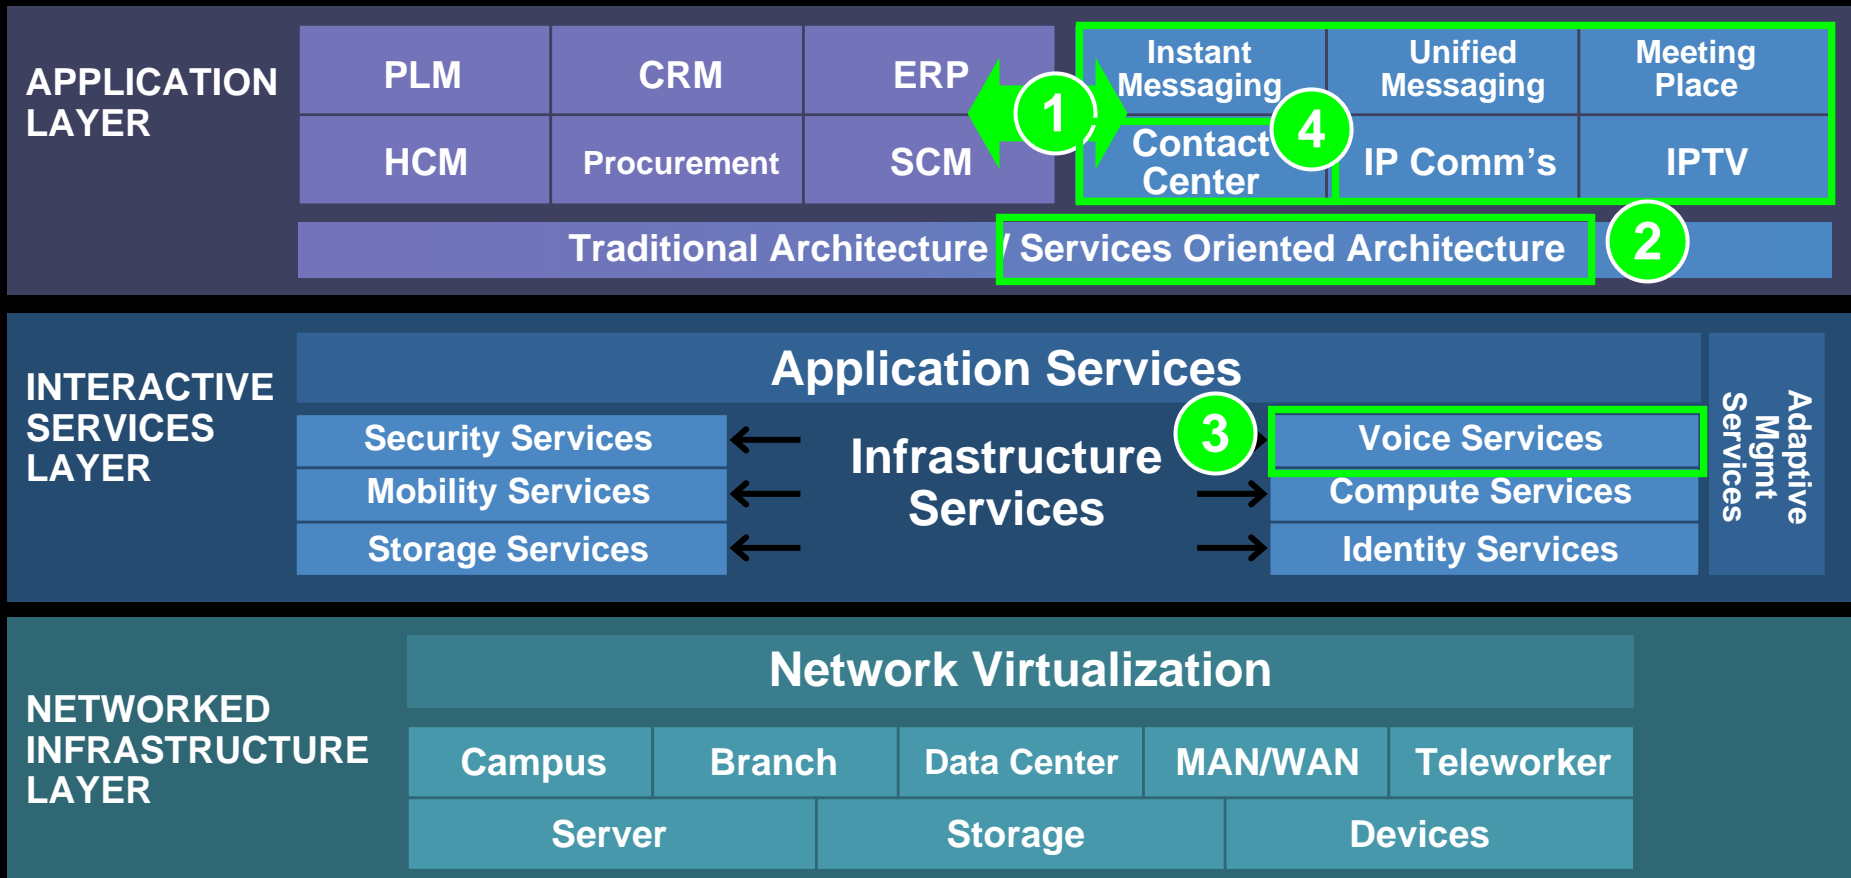 APPLICATION
LAYER
PLM
CRM
ERP
HCM
Procurement
SCM
1
Instant
Messaging
Unified
Messaging
Meeting
Place
4
Contact
Center
IP Comm’s
IPTV
Traditional Architecture / Services Oriented Architecture
2
INTERACTIVE
SERVICES
LAYER
Application Services
Security Services
Mobility Services
Storage Services
Infrastructure
Services
3
Voice Services
Compute Services
Identity Services
Adaptive
Mgmt
Services
NETWORKED
INFRASTRUCTURE
LAYER
Network Virtualization
Campus
Branch
Data Center
MAN/WAN
Teleworker
Server
Storage
Devices